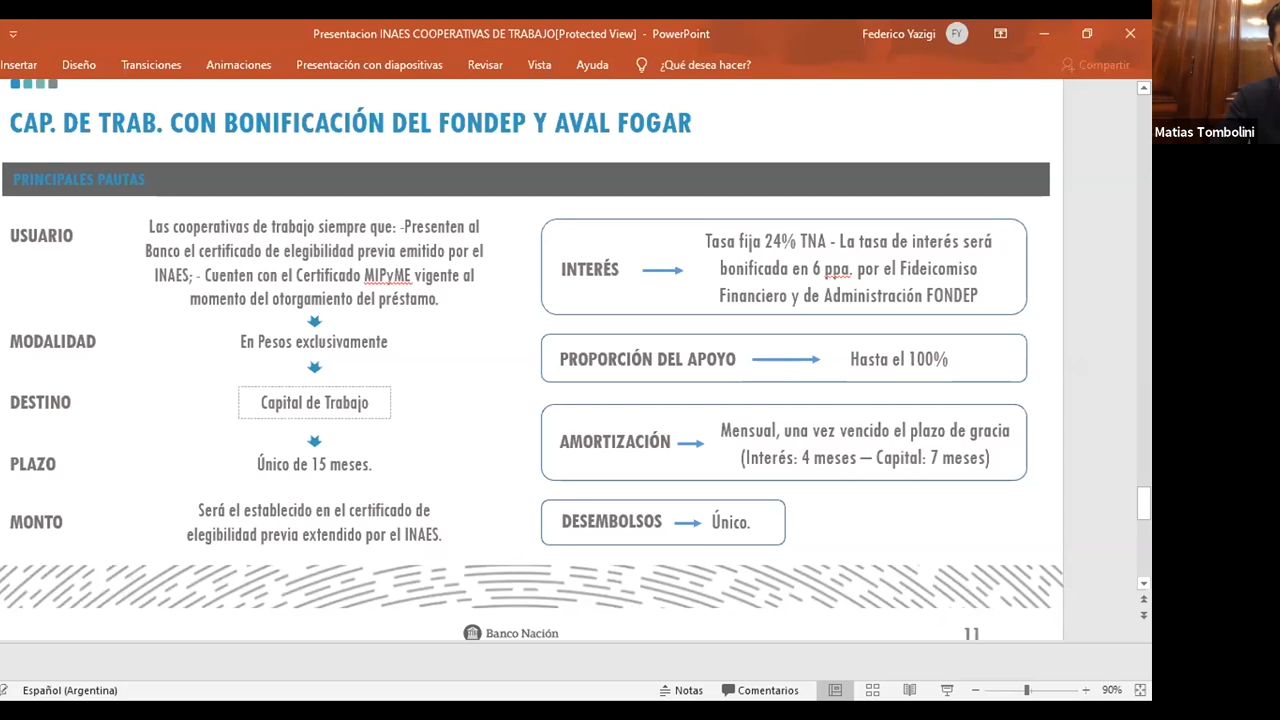 Presentacion INAES COOPERATIVAS DE TRABAJO[Protected View] - PowerPoint
Federico Yazigi
FY
Insertar
Diseño
Transiciones
Animaciones
Presentación con diapositivas
Revisar
Vista
Ayuda
¿Qué desea hacer?
Compartir
CAP. DE TRAB. CON BONIFICACIÓN DEL FONDEP Y AVAL FOGAR
Matias Tombolini
PRINCIPALES PAUTAS
USUARIO
Las cooperativas de trabajo siempre que: -Presenten al
Banco el certificado de elegibilidad previa emitido por el
INAES; - Cuenten con el Certificado MIPyME vigente al
momento del otorgamiento del préstamo.
MODALIDAD
En Pesos exclusivamente
DESTINO
Capital de Trabajo
PLAZO
Único de 15 meses.
MONTO
Será el establecido en el certificado de
elegibilidad previa extendido por el INAES.
INTERÉS
Tasa fija 24% TNA - La tasa de interés será
bonificada en 6 ppa. por el Fideicomiso
Financiero y de Administración FONDEP
PROPORCIÓN DEL APOYO
Hasta el 100%
AMORTIZACIÓN
Mensual, una vez vencido el plazo de gracia
(Interés: 4 meses – Capital: 7 meses)
DESEMBOLSOS
Único.
Banco Nación
11
Español (Argentina)
Notas
Comentarios
90%